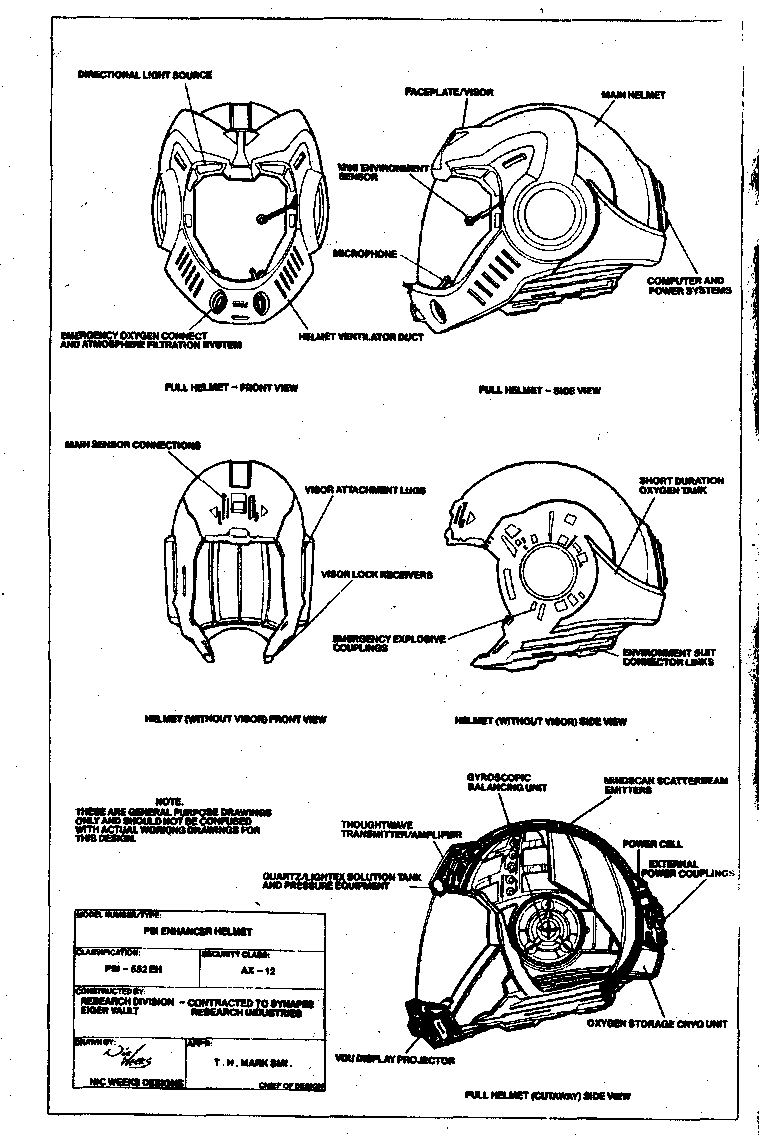 DIRECTIONAL LIGHT SOURCE
FACEPLATE/VISOR
MAIN HELMET
MINI ENVIRONMENT
SENSOR
MICROPHONE
COMPUTER AND
POWER SYSTEMS
EMERGENCY OXYGEN CONNECT
AND ATMOSPHERE FILTRATION SYSTEM
HELMET VENTILATOR DUCT
FULL HELMET - FRONT VIEW
FULL HELMET - SIDE VIEW
MAIN SENSOR CONNECTIONS
VISOR ATTACHMENT LUGS
SHORT DURATION
OXYGEN TANK
VISOR LOCK RECEIVERS
EMERGENCY EXPLOSIVE
COUPLINGS
ENVIRONMENT SUIT
CONNECTOR LINKS
HELMET (WITHOUT VISOR) FRONT VIEW
HELMET (WITHOUT VISOR) SIDE VIEW
NOTE.
THESE ARE GENERAL PURPOSE DRAWINGS
ONLY AND SHOULD NOT BE CONFUSED
WITH ACTUAL WORKING DRAWINGS FOR
THIS DESIGN.
GYROSCOPIC
BALANCING UNIT
MINDSCAN SCATTERBEAM
EMITTERS
THOUGHTWAVE
TRANSMITTER/AMPLIFIER
POWER CELL
EXTERNAL
POWER COUPLINGS
QUARTZ/LIGHTEX SOLUTION TANK
AND PRESSURE EQUIPMENT
OXYGEN STORAGE CRYO UNIT
VDU DISPLAY PROJECTOR
FULL HELMET (CUTAWAY) SIDE VIEW
MODEL NUMBER/TYPE:
PSI ENHANCER HELMET
CLASSIFICATION:
SECURITY CLASS:
PSI - 552 EH
AX - 12
CONSTRUCTED BY:
RESEARCH DIVISION - CONTRACTED TO SYNAPSE
EIGER VAULT RESEARCH INDUSTRIES
DRAWN BY:
Nic Weeks
NIC WEEKS DESIGNS
T. H. MARK
CHIEF OF DESIGN